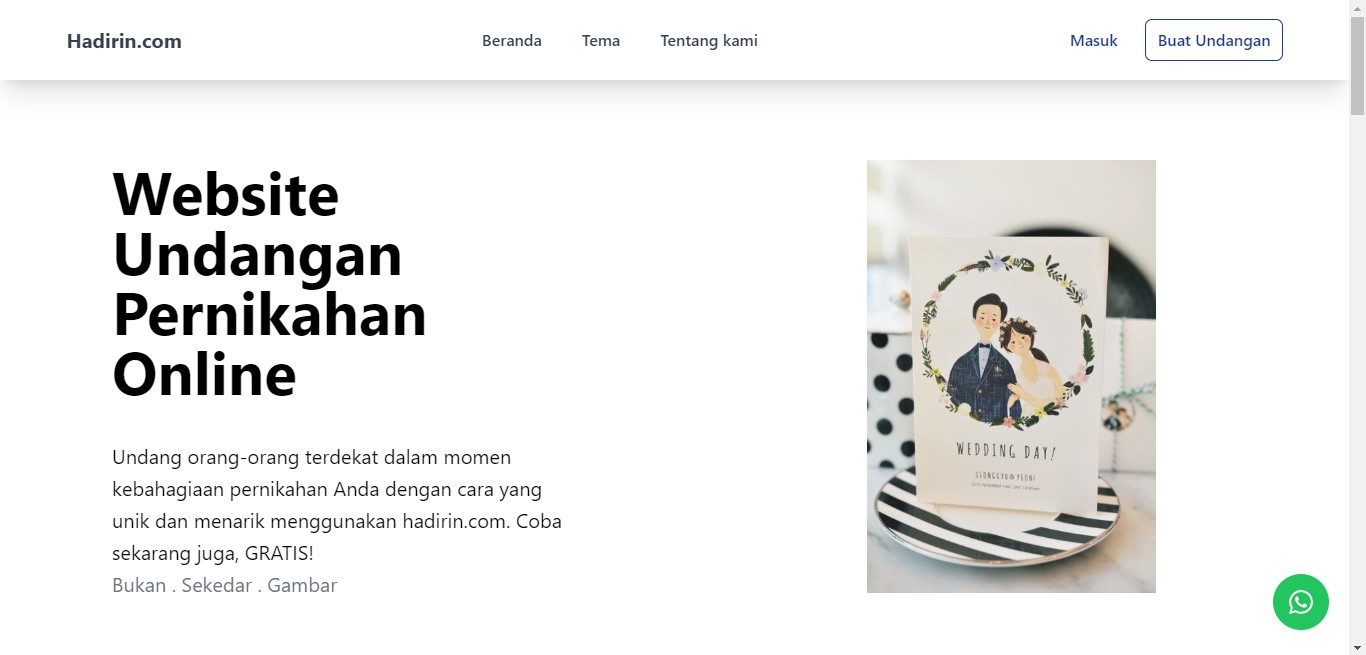 Hadirin.com
Beranda
Tema
Tentang kami
Masuk
Buat Undangan
Website
Undangan
Pernikahan
Online
Undang orang-orang terdekat dalam momen
kebahagiaan pernikahan Anda dengan cara yang
unik dan menarik menggunakan hadirin.com. Coba
sekarang juga, GRATIS!
Bukan . Sekedar . Gambar
WEDDING DAY!
SEONGGYU & YEONI